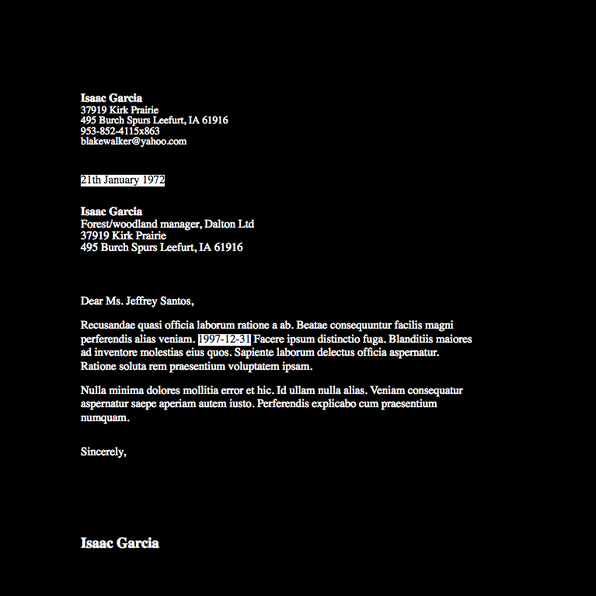 Isaac Garcia
37919 Kirk Prairie
495 Burch Spurs Leefurt, IA 61916
953-852-4115x863
blakewalker@yahoo.com
21th January 1972
Isaac Garcia
Forest/woodland manager, Dalton Ltd
37919 Kirk Prairie
495 Burch Spurs Leefurt, IA 61916
Dear Ms. Jeffrey Santos,
Recusandae quasi officia laborum ratione a ab. Beatae consequuntur facilis magni
perferendis alias veniam. 1997-12-31 Facere ipsum distinctio fuga. Blanditiis maiores
ad inventore molestias eius quos. Sapiente laborum delectus officia aspernatur.
Ratione soluta rem praesentium voluptatem ipsam.
Nulla minima dolores mollitia error et hic. Id ullam nulla alias. Veniam consequatur
aspernatur saepe aperiam autem iusto. Perferendis explicabo cum praesentium
numquam.
Sincerely,
Isaac Garcia